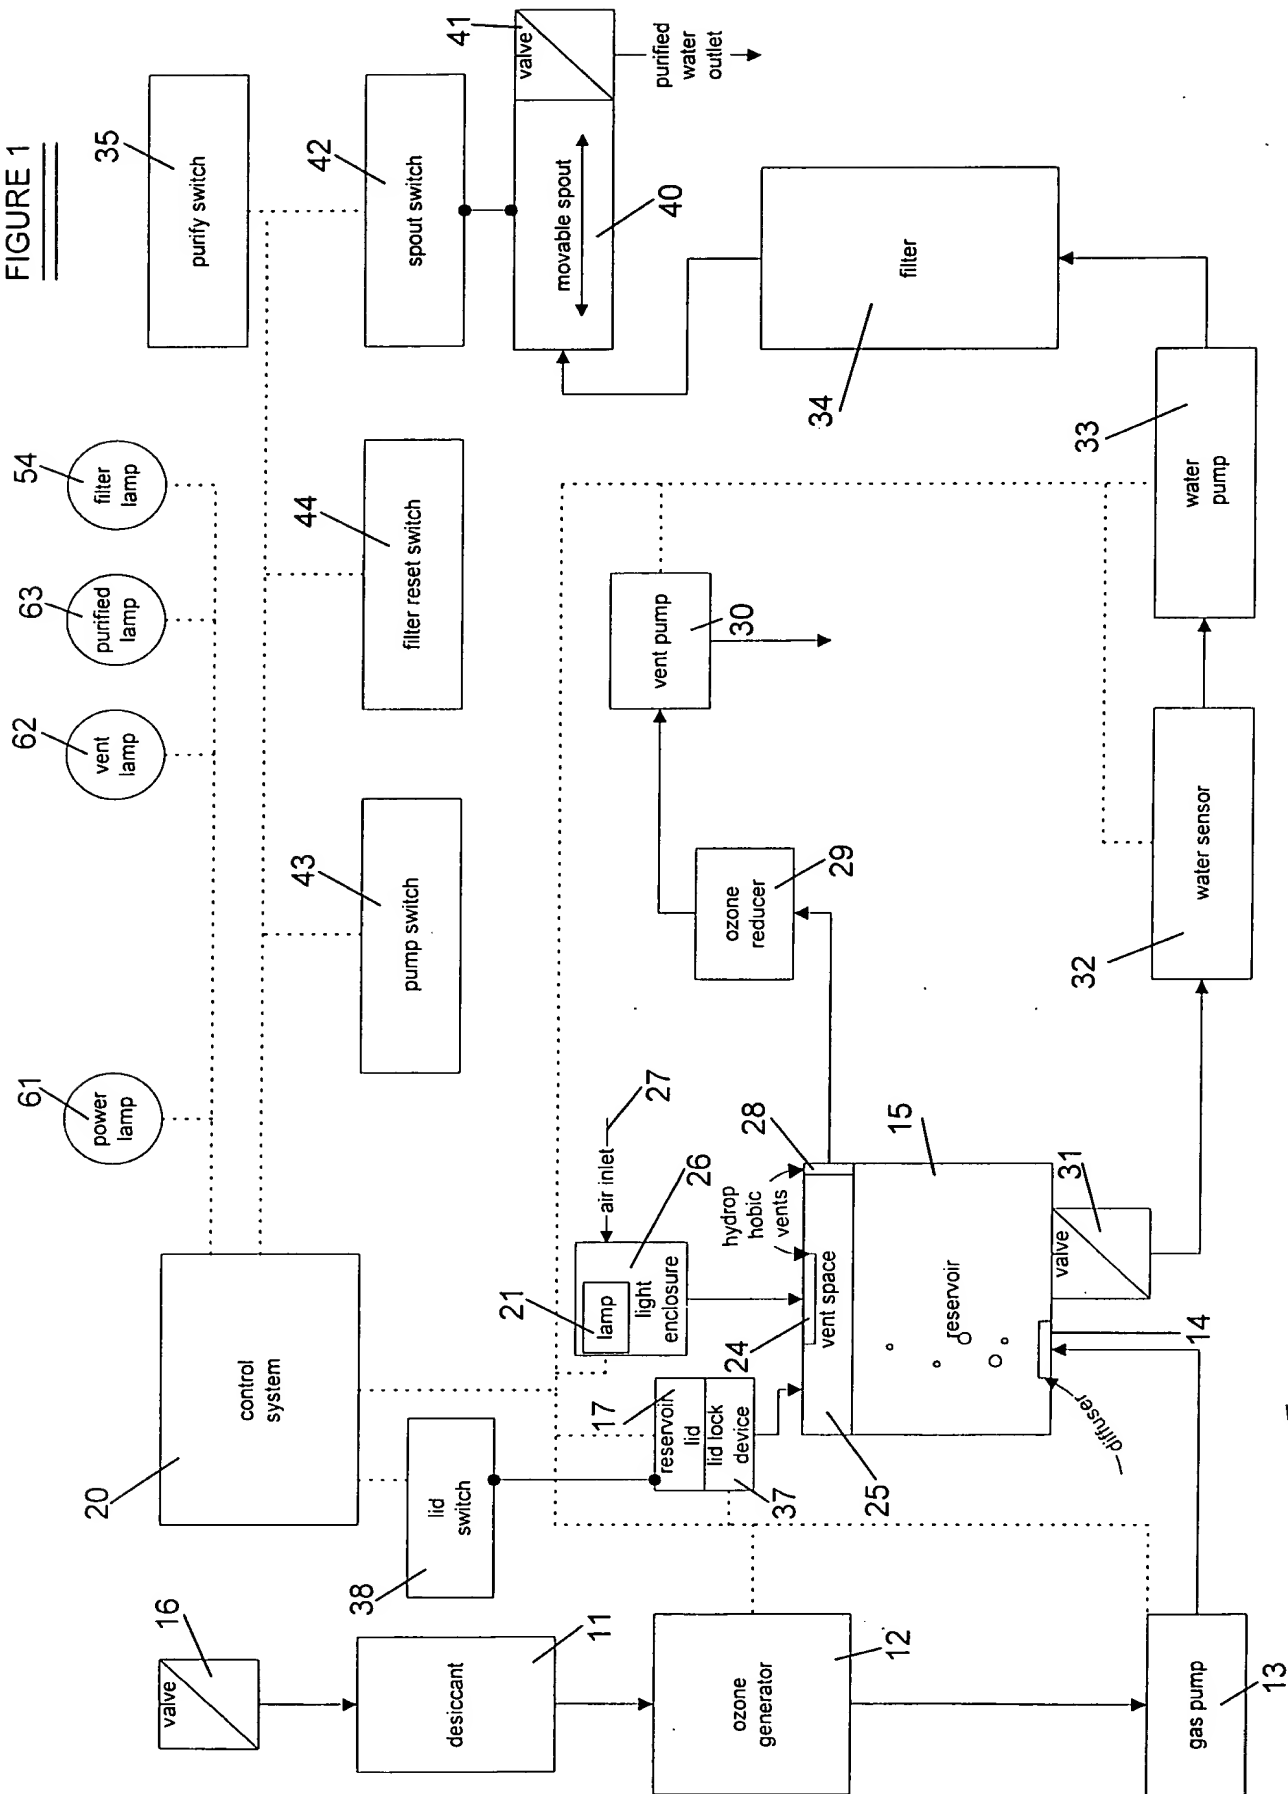 FIGURE 1
35
purify switch
42
spout switch
41
valve
movable spout
40
purified
water
outlet
54
filter
lamp
63
purified
lamp
62
vent
lamp
61
power
lamp
44
filter reset switch
43
pump switch
34
filter
33
water
pump
vent pump
30
ozone
reducer
29
32
water sensor
20
control
system
27
air inlet
26
21
lamp
light
enclosure
hydrop
hobic
vents
28
24
vent space
25
15
reservoir
31
valve
14
diffuser
17
reservoir
lid
lid lock
device
37
38
lid
switch
16
valve
11
desiccant
12
ozone
generator
13
gas pump